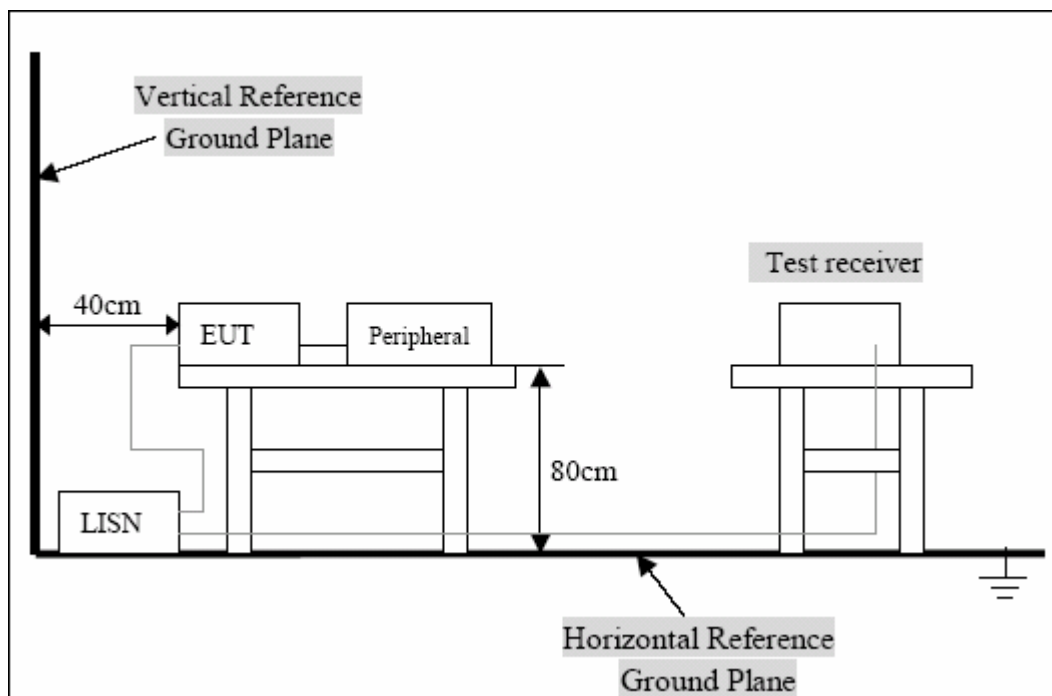 Vertical Reference
Ground Plane
Test receiver
40cm
EUT
Peripheral
80cm
LISN
Horizontal Reference
Ground Plane